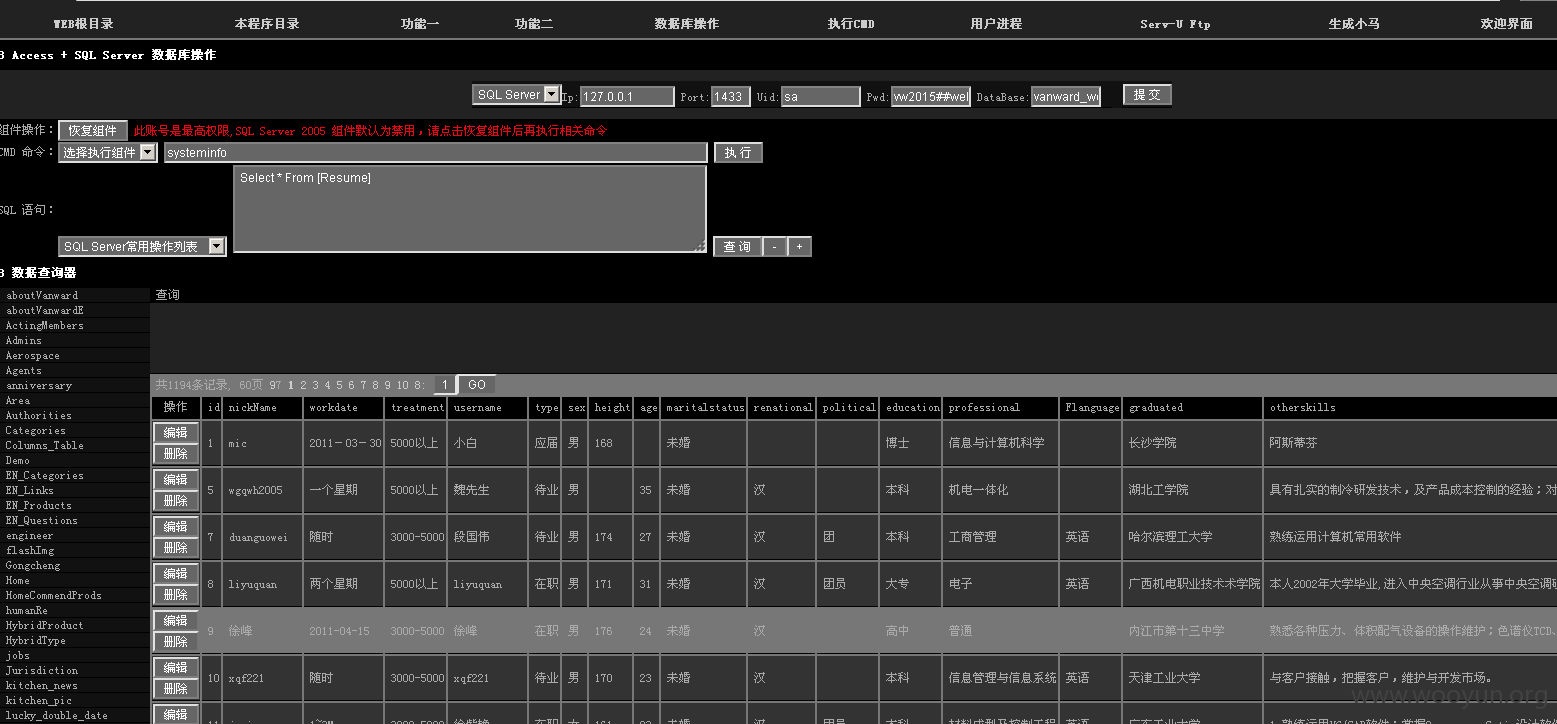 WEB根目录 本程序目录 功能一 功能二 数据库操作 执行CMD 用户进程 Serv-U Ftp 生成小马 欢迎界面
Access + SQL Server 数据库操作
SQL Server Ip: 127.0.0.1 Port: 1433 Uid: sa Pwd: DataBase: 提 交
组件操作： 恢复组件 此账号是最高权限,SQL Server 2005 组件默认为禁用，请点击恢复组件后再执行相关命令
CMD 命令： 选择执行组件 systeminfo 执 行
Select * From [Resume]
SQL 语句：
SQL Server常用操作列表 查 询 - +
数据查询器
aboutVanward 查询
aboutVanwardE
ActingMembers
Admins
Aerospace
Agents
anniversary
Area
Authorities
Categories
Columns_Table
Demo
EN_Categories
EN_Links
EN_Products
EN_Questions
engineer
flashImg
Gongcheng
Home
HomeCommendProds
humanRe
HybridProduct
HybridType
jobs
Jurisdiction
kitchen_news
kitchen_pic
lucky_double_date
共1194条记录, 60页 97 1 2 3 4 5 6 7 8 9 10 8: 1 GO
操作 id nickName workdate treatment username type sex height age maritalstatus renational political education professional Flanguage graduated otherskills
编辑
删除
1 mic 2011－03－30 5000以上 小白 应届 男 168 未婚 博士 信息与计算机科学 长沙学院 阿斯蒂芬
编辑
删除
5 wgqwh2005 一个星期 5000以上 魏先生 待业 男 35 未婚 汉 本科 机电一体化 湖北工学院 具有扎实的制冷研发技术，及产品成本控制的经验；对
编辑
删除
7 duanguowei 随时 3000-5000 段国伟 待业 男 174 27 未婚 汉 团 本科 工商管理 英语 哈尔滨理工大学 熟练运用计算机常用软件
编辑
删除
8 liyuquan 两个星期 5000以上 liyuquan 在职 男 171 31 未婚 汉 团员 大专 电子 英语 广西机电职业技术术学院 本人2002年大学毕业,进入中央空调行业从事中央空调
编辑
删除
9 徐峰 2011-04-15 3000-5000 徐峰 在职 男 176 24 未婚 汉 高中 普通 内江市第十三中学 熟悉各种压力、体积配气设备的操作维护；色谱仪TCD、
编辑
删除
10 xqf221 随时 3000-5000 xqf221 待业 男 170 23 未婚 汉 本科 信息管理与信息系统 英语 天津工业大学 与客户接触，把握客户，维护与开发市场。
编辑
www.wooyun.org